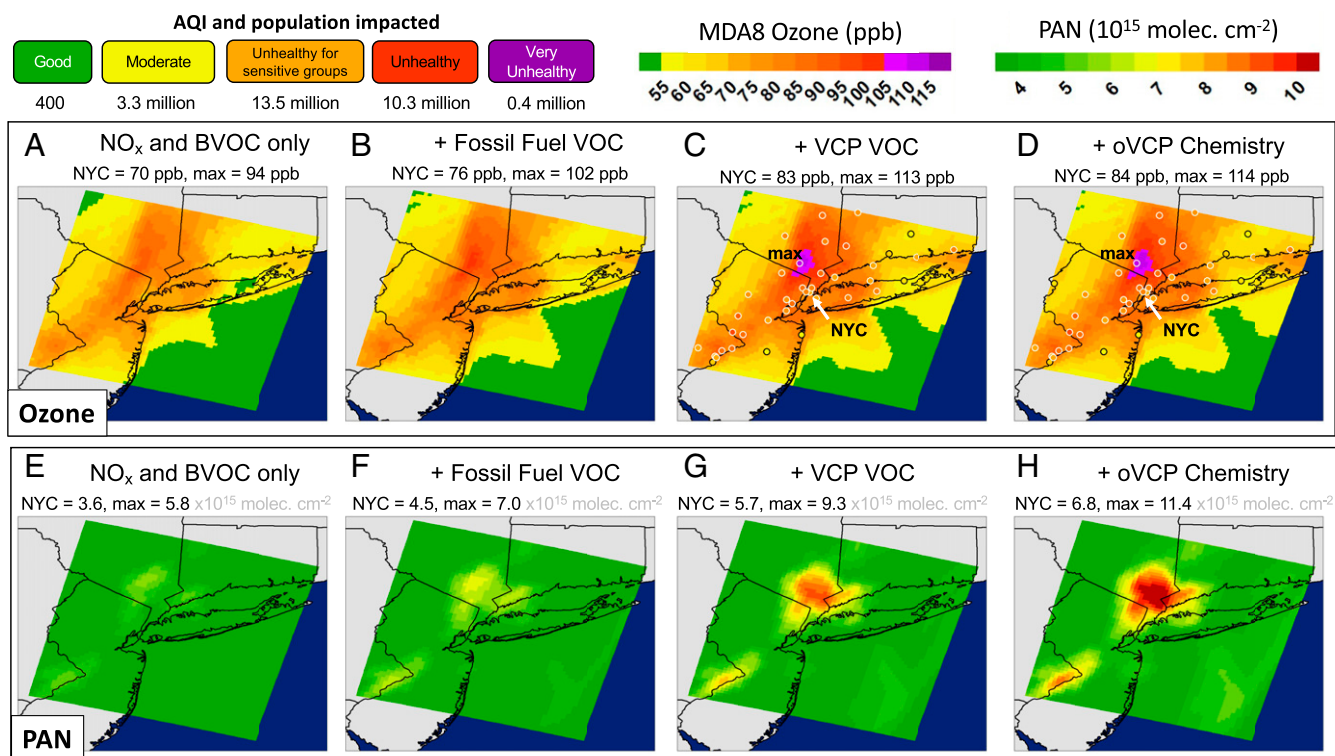 AQI and population impacted
Good
Moderate
Unhealthy for
sensitive groups
Unhealthy
Very
Unhealthy
400
3.3 million
13.5 million
10.3 million
0.4 million
MDA8 Ozone (ppb)
55 60 65 70 75 80 85 90 95 100 105 110 115
PAN (10¹⁵ molec. cm⁻²)
4 5 6 7 8 9 10
A
NOₓ and BVOC only
NYC = 70 ppb, max = 94 ppb
B
+ Fossil Fuel VOC
NYC = 76 ppb, max = 102 ppb
C
+ VCP VOC
NYC = 83 ppb, max = 113 ppb
max
NYC
D
+ oVCP Chemistry
NYC = 84 ppb, max = 114 ppb
max
NYC
Ozone
E
NOₓ and BVOC only
NYC = 3.6, max = 5.8 x10¹⁵ molec. cm⁻²
F
+ Fossil Fuel VOC
NYC = 4.5, max = 7.0 x10¹⁵ molec. cm⁻²
G
+ VCP VOC
NYC = 5.7, max = 9.3 x10¹⁵ molec. cm⁻²
H
+ oVCP Chemistry
NYC = 6.8, max = 11.4 x10¹⁵ molec. cm⁻²
PAN